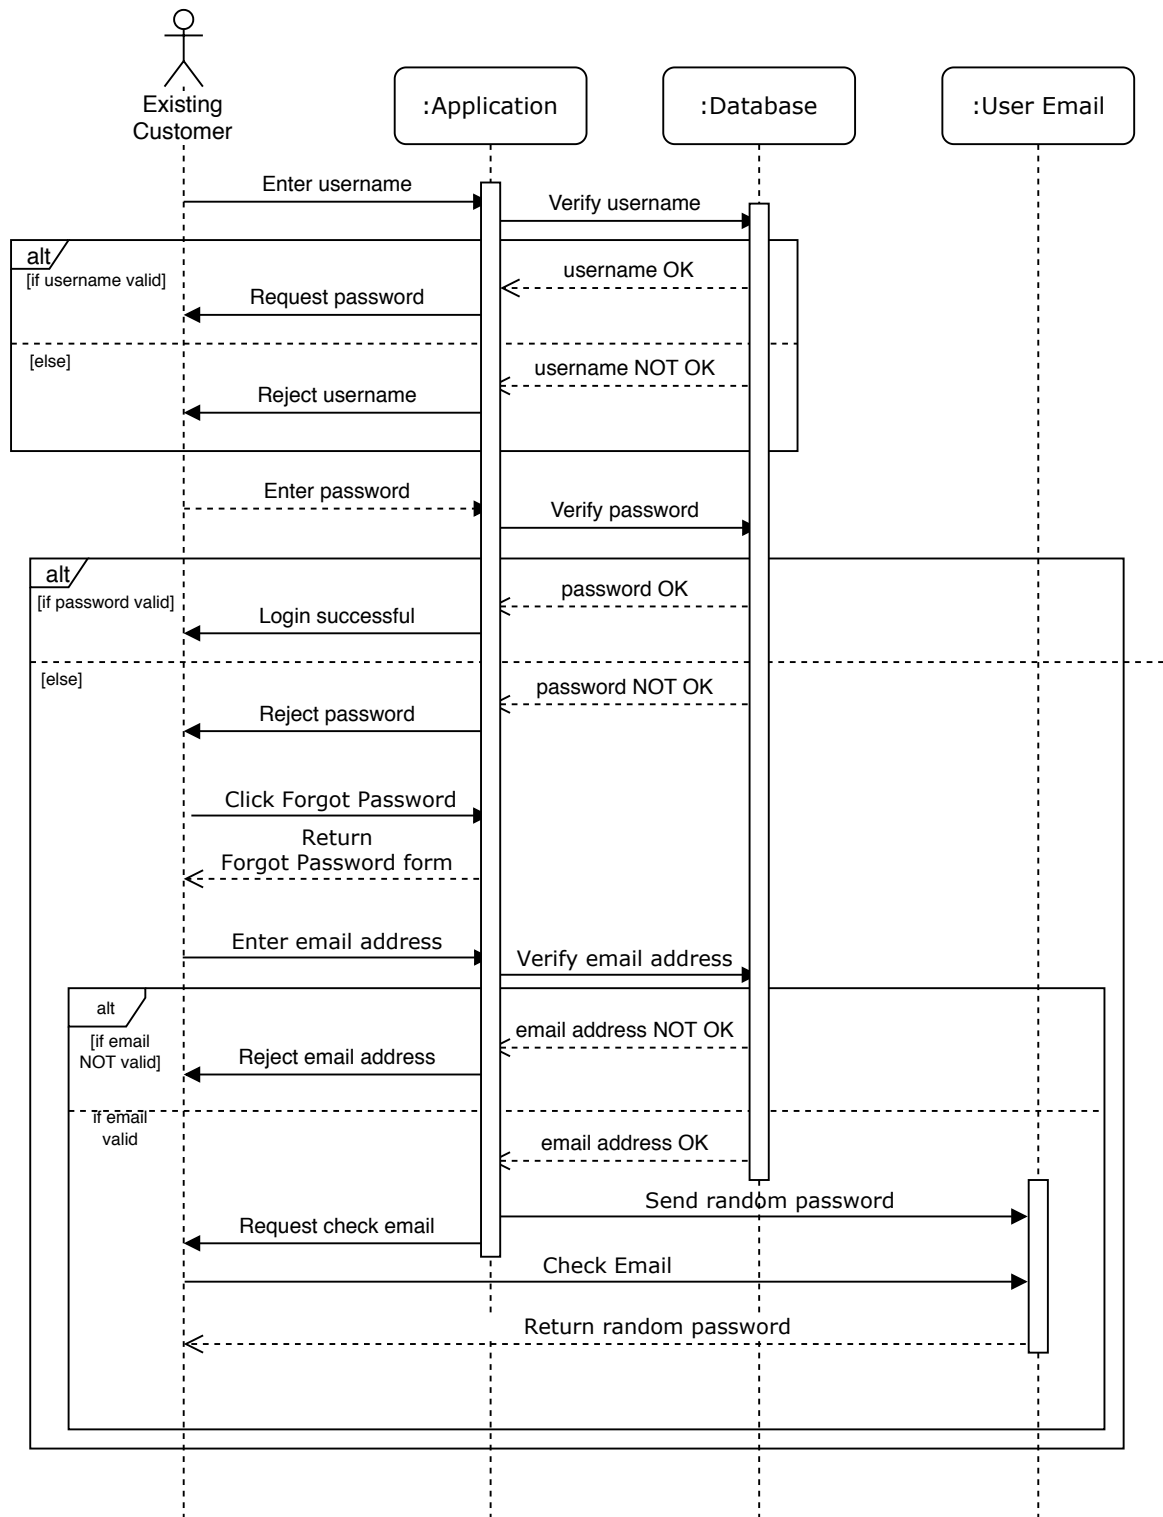 Existing
Customer
:Application
:Database
:User Email
Enter username
Verify username
alt
[if username valid]
username OK
Request password
[else]
username NOT OK
Reject username
Enter password
Verify password
alt
[if password valid]
password OK
Login successful
[else]
password NOT OK
Reject password
Click Forgot Password
Return
Forgot Password form
Enter email address
Verify email address
alt
[if email
NOT valid]
email address NOT OK
Reject email address
if email
valid
email address OK
Send random password
Request check email
Check Email
Return random password